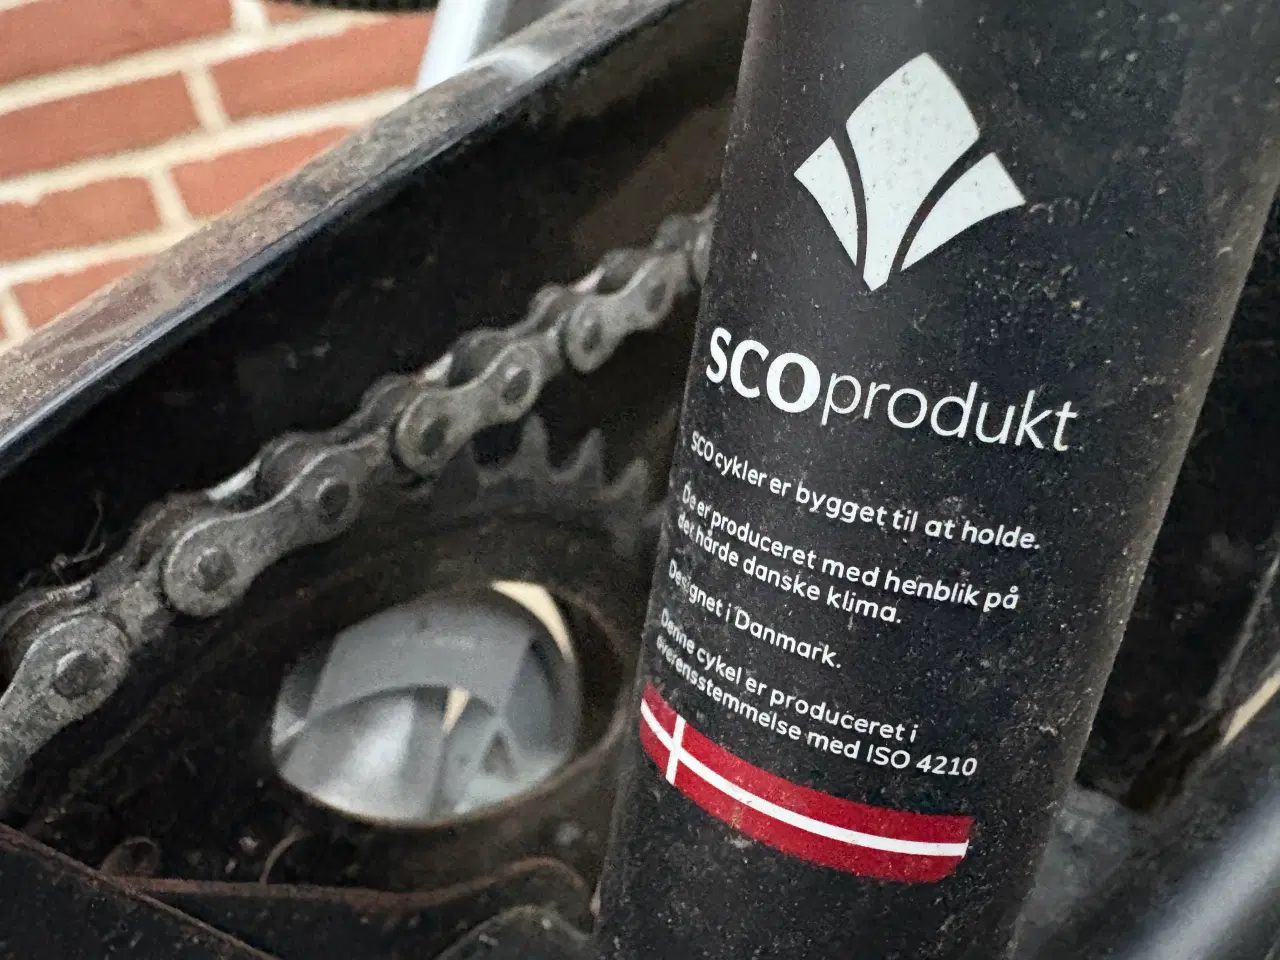 SCOprodukt
SCO cykler er bygget til at holde.
De er produceret med henblik på
det hårde danske klima.
Designet i Danmark.
Denne cykel er produceret i
overensstemmelse med ISO 4210